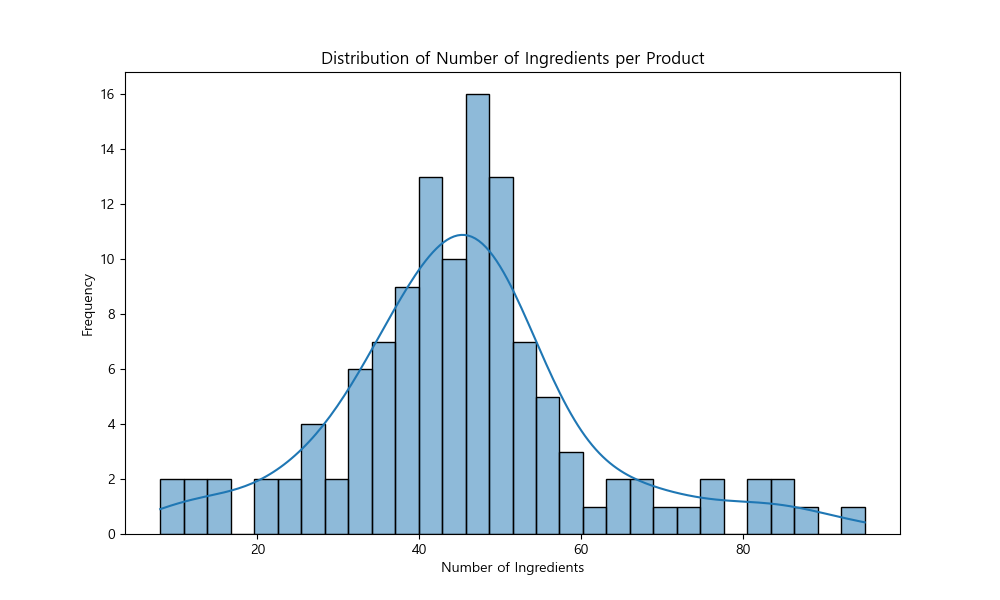 Distribution of Number of Ingredients per Product
16
14
12
10
8
6
4
2
0
Frequency
20 40 60 80
Number of Ingredients